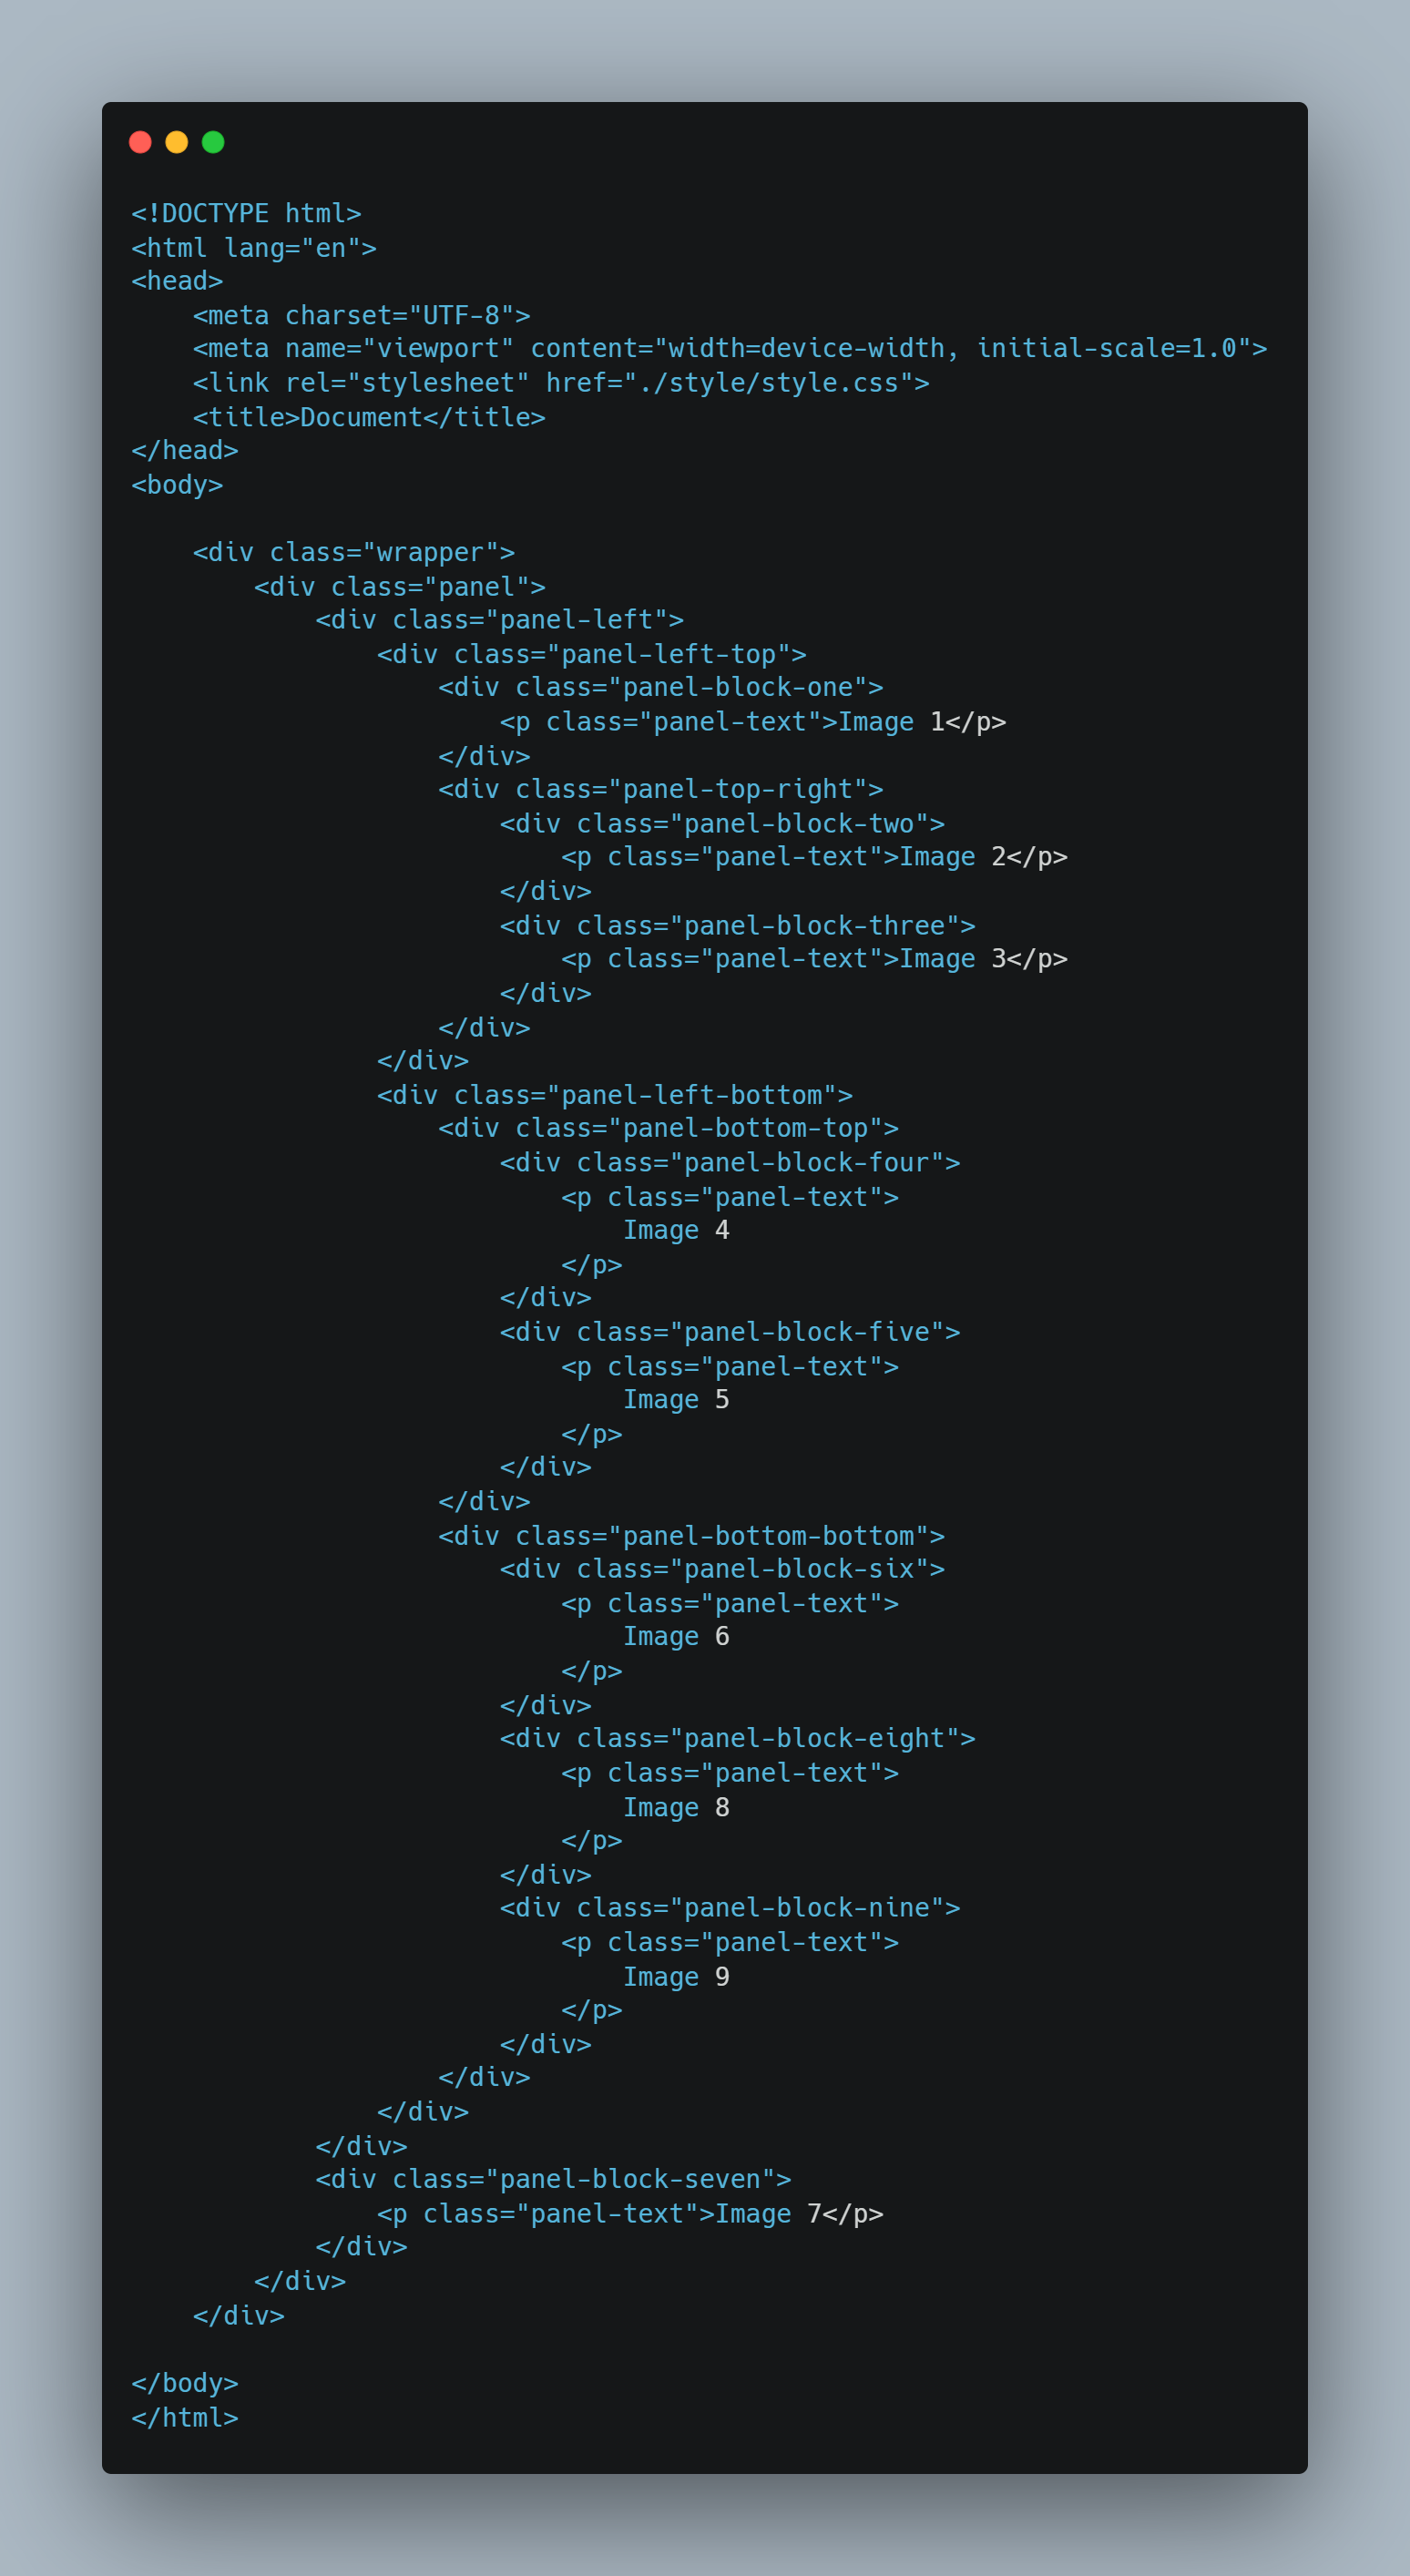 <!DOCTYPE html>
<html lang="en">
<head>
    <meta charset="UTF-8">
    <meta name="viewport" content="width=device-width, initial-scale=1.0">
    <link rel="stylesheet" href="./style/style.css">
    <title>Document</title>
</head>
<body>

    <div class="wrapper">
        <div class="panel">
            <div class="panel-left">
                <div class="panel-left-top">
                    <div class="panel-block-one">
                        <p class="panel-text">Image 1</p>
                    </div>
                    <div class="panel-top-right">
                        <div class="panel-block-two">
                            <p class="panel-text">Image 2</p>
                        </div>
                        <div class="panel-block-three">
                            <p class="panel-text">Image 3</p>
                        </div>
                    </div>
                </div>
                <div class="panel-left-bottom">
                    <div class="panel-bottom-top">
                        <div class="panel-block-four">
                            <p class="panel-text">
                                Image 4
                            </p>
                        </div>
                        <div class="panel-block-five">
                            <p class="panel-text">
                                Image 5
                            </p>
                        </div>
                    </div>
                    <div class="panel-bottom-bottom">
                        <div class="panel-block-six">
                            <p class="panel-text">
                                Image 6
                            </p>
                        </div>
                        <div class="panel-block-eight">
                            <p class="panel-text">
                                Image 8
                            </p>
                        </div>
                        <div class="panel-block-nine">
                            <p class="panel-text">
                                Image 9
                            </p>
                        </div>
                    </div>
                </div>
            </div>
            <div class="panel-block-seven">
                <p class="panel-text">Image 7</p>
            </div>
        </div>
    </div>

</body>
</html>